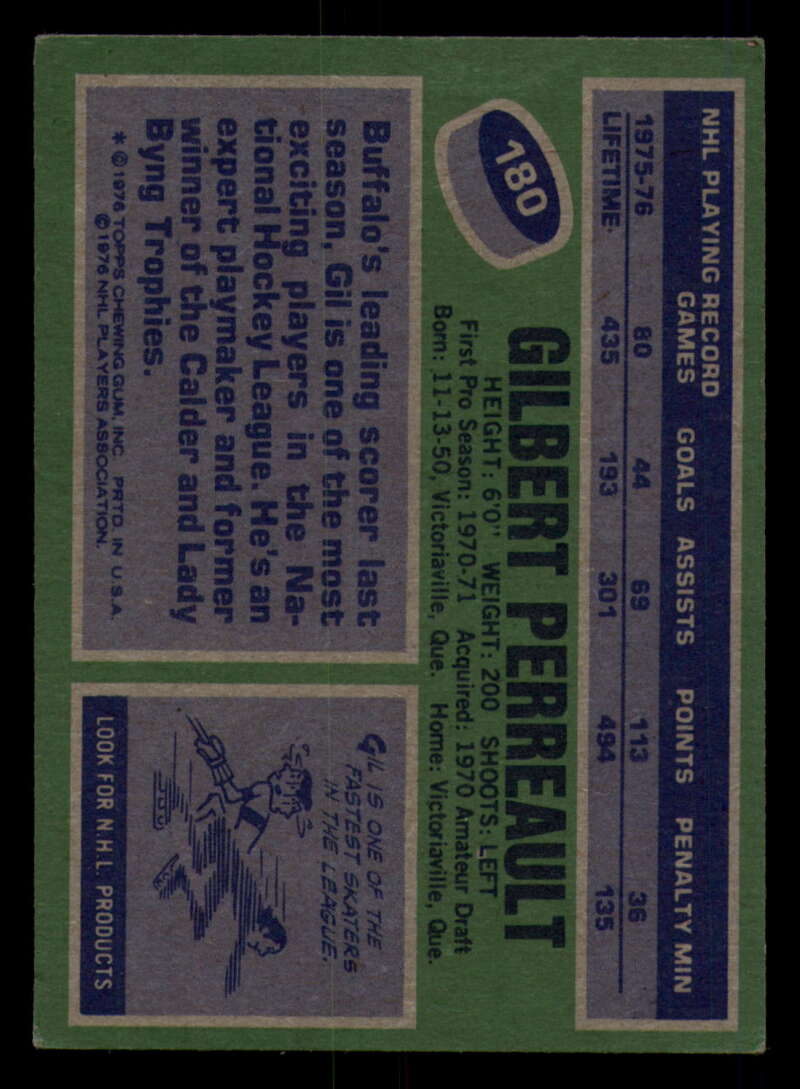 NHL PLAYING RECORD
GAMES GOALS ASSISTS POINTS PENALTY MIN
1975-76 80 44 69 113 36
LIFETIME 435 193 301 494 135
180
GILBERT PERREAULT
HEIGHT: 6'0" WEIGHT: 200 SHOOTS: LEFT
First Pro Season: 1970-71 Acquired: 1970 Amateur Draft
Born: 11-13-50, Victoriaville, Que. Home: Victoriaville, Que.
Buffalo's leading scorer last
season, Gil is one of the most
exciting players in the Na-
tional Hockey League. He's an
expert playmaker and former
winner of the Calder and Lady
Byng Trophies.
* © 1976 TOPPS CHEWING GUM, INC. PRTD. IN U.S.A.
© 1976 NHL PLAYERS ASSOCIATION.
GIL IS ONE OF THE
FASTEST SKATERS
IN THE LEAGUE.
LOOK FOR N.H.L. PRODUCTS